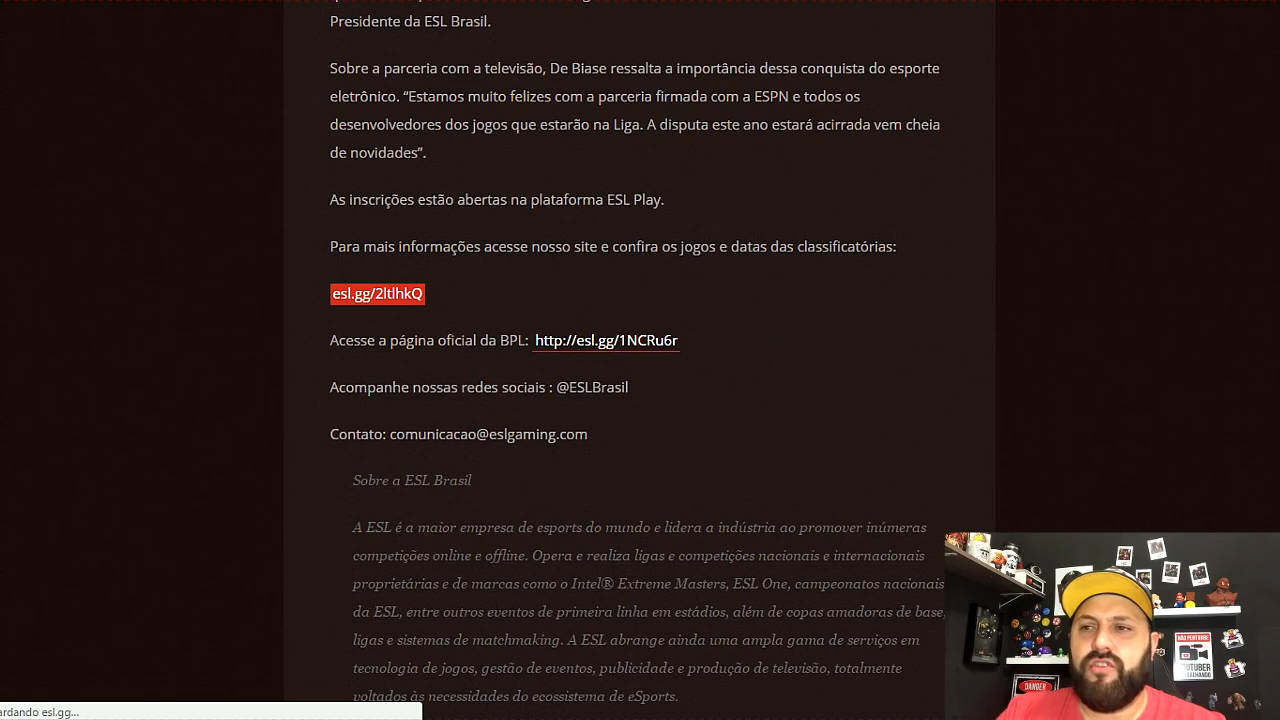 Presidente da ESL Brasil.
Sobre a parceria com a televisão, De Biase ressalta a importância dessa conquista do esporte
eletrônico. “Estamos muito felizes com a parceria firmada com a ESPN e todos os
desenvolvedores dos jogos que estarão na Liga. A disputa este ano estará acirrada vem cheia
de novidades”.
As inscrições estão abertas na plataforma ESL Play.
Para mais informações acesse nosso site e confira os jogos e datas das classificatórias:
esl.gg/2ltlhkQ
Acesse a página oficial da BPL: http://esl.gg/1NCRu6r
Acompanhe nossas redes sociais : @ESLBrasil
Contato: comunicacao@eslgaming.com
Sobre a ESL Brasil
A ESL é a maior empresa de esports do mundo e lidera a indústria ao promover inúmeras
competições online e offline. Opera e realiza ligas e competições nacionais e internacionais
proprietárias e de marcas como o Intel® Extreme Masters, ESL One, campeonatos nacionais
da ESL, entre outros eventos de primeira linha em estádios, além de copas amadoras de base,
ligas e sistemas de matchmaking. A ESL abrange ainda uma ampla gama de serviços em
tecnologia de jogos, gestão de eventos, publicidade e produção de televisão, totalmente
voltados às necessidades do ecossistema de eSports.
NÃO PERTURBE
DANGER
ardando esl.gg...